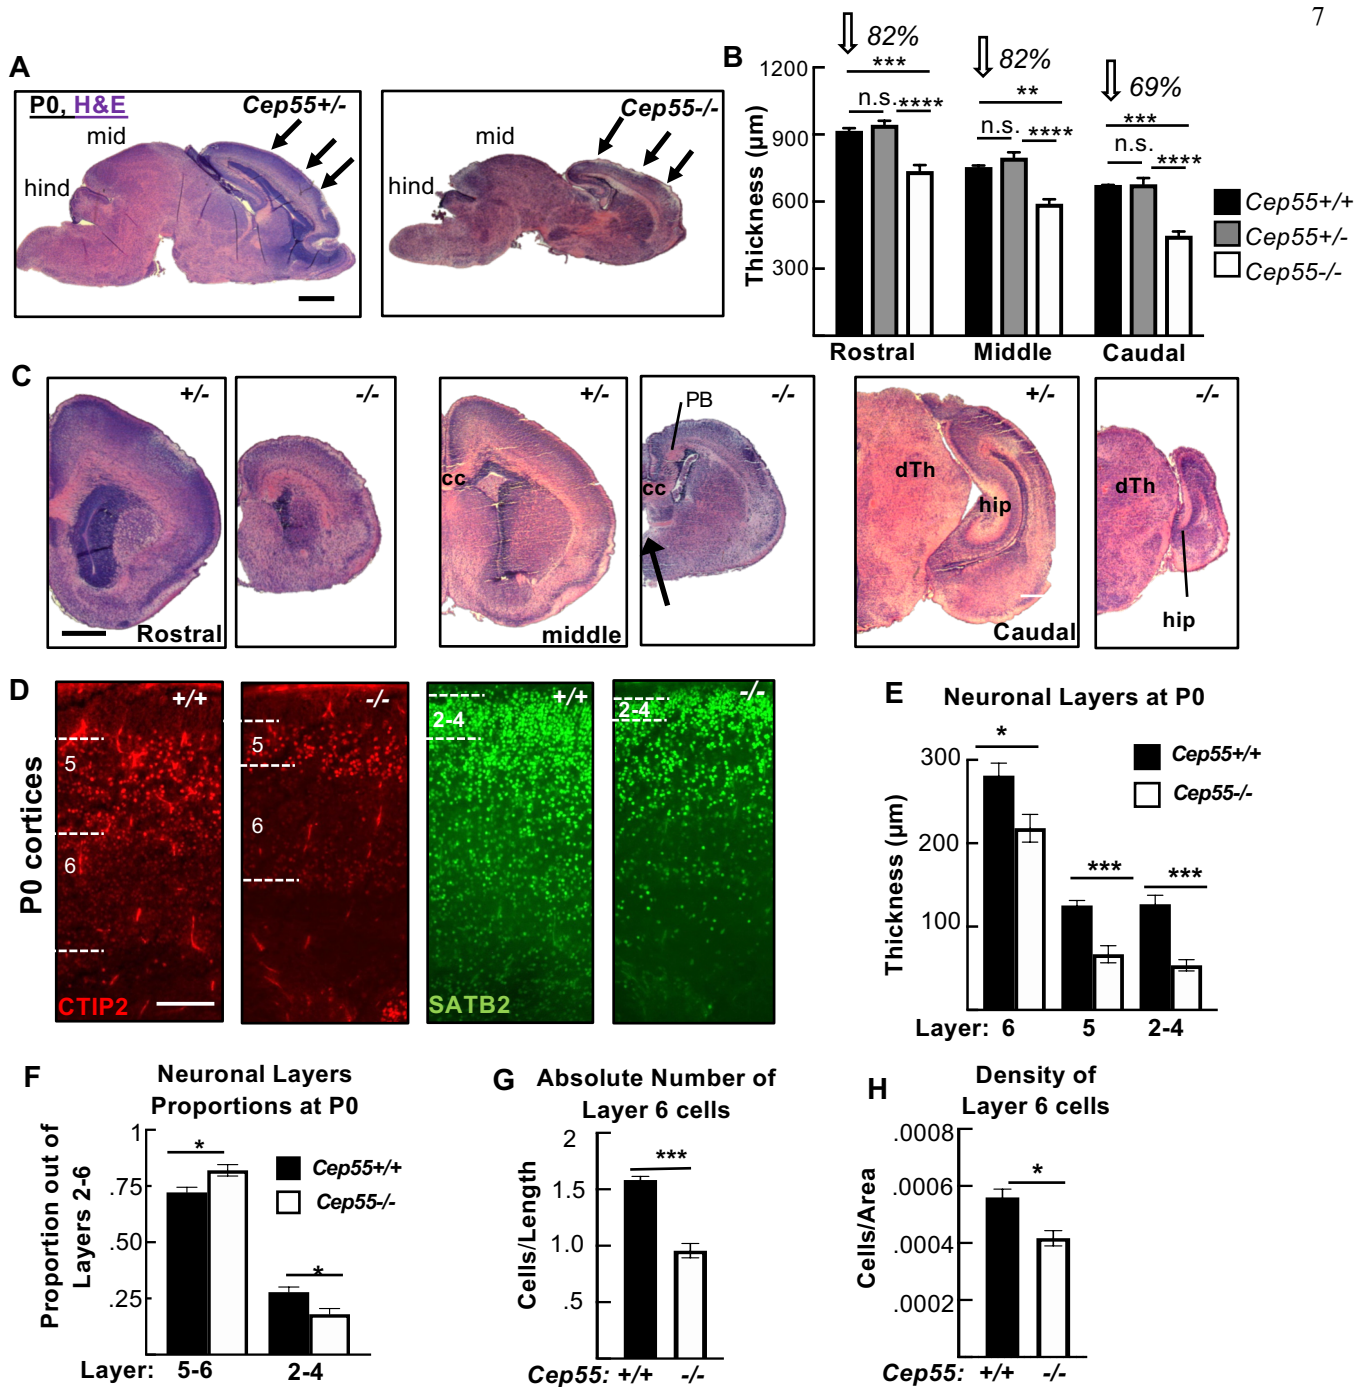 7
A
P0, H&E
Cep55+/-
mid
hind
Cep55-/-
mid
hind
B
82%
82%
69%
***
**
***
n.s.
****
n.s.
****
n.s.
****
Thickness (µm)
1200
900
600
300
Rostral
Middle
Caudal
Cep55+/+
Cep55+/-
Cep55-/-
C
+/-
Rostral
-/-
+/-
cc
middle
PB
-/-
cc
+/-
dTh
hip
Caudal
-/-
dTh
hip
D
P0 cortices
+/+
5
6
CTIP2
-/-
5
6
+/+
2-4
SATB2
-/-
2-4
E
Neuronal Layers at P0
Thickness (µm)
300
200
100
*
***
***
Cep55+/+
Cep55-/-
Layer: 6 5 2-4
F
Neuronal Layers
Proportions at P0
Proportion out of
Layers 2-6
1
.75
.50
.25
*
*
Cep55+/+
Cep55-/-
Layer: 5-6 2-4
G
Absolute Number of
Layer 6 cells
Cells/Length
2
1.5
1.0
.5
***
Cep55: +/+ -/-
H
Density of
Layer 6 cells
Cells/Area
.0008
.0006
.0004
.0002
*
Cep55: +/+ -/-